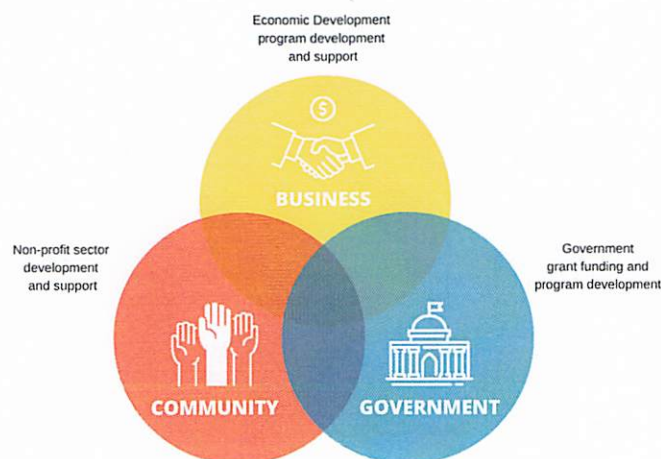 Economic Development
program development
and support
$
BUSINESS
Non-profit sector
development
and support
Government
grant funding and
program development
COMMUNITY
GOVERNMENT